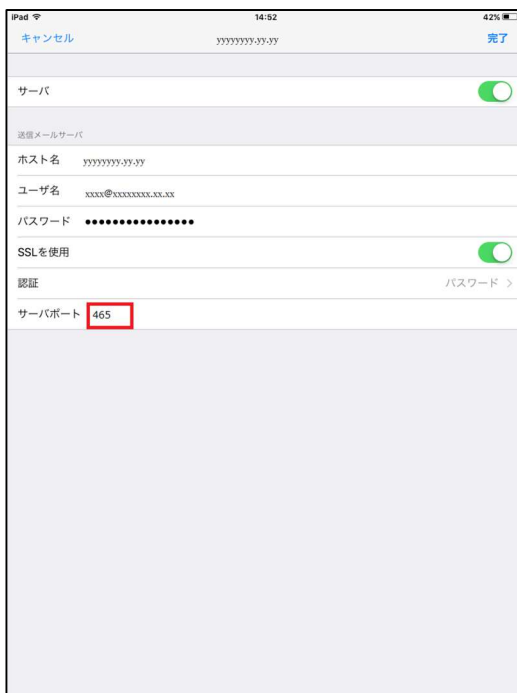 iPad 14:52 42%
キャンセル yyyyyyyy.yy.yy 完了
サーバ
送信メールサーバ
ホスト名 yyyyyyyy.yy.yy
ユーザ名 xxxx@xxxxxxxx.xx.xx
パスワード ●●●●●●●●●●●●●●●●
SSLを使用
認証 パスワード >
サーバポート 465